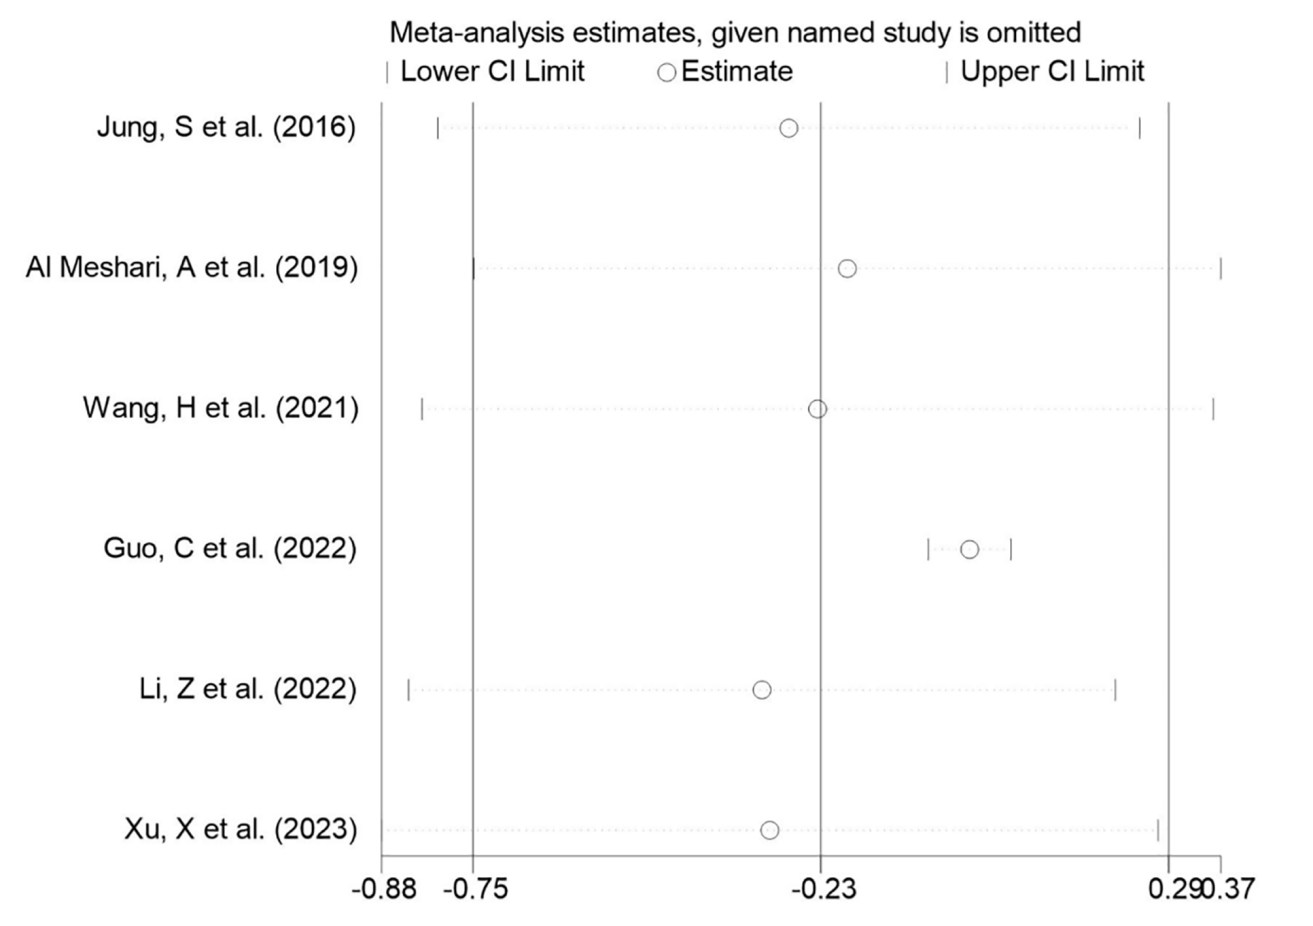 Meta-analysis estimates, given named study is omitted
| Lower CI Limit ○ Estimate | Upper CI Limit
Jung, S et al. (2016)
Al Meshari, A et al. (2019)
Wang, H et al. (2021)
Guo, C et al. (2022)
Li, Z et al. (2022)
Xu, X et al. (2023)
-0.88 -0.75 -0.23 0.29 0.37